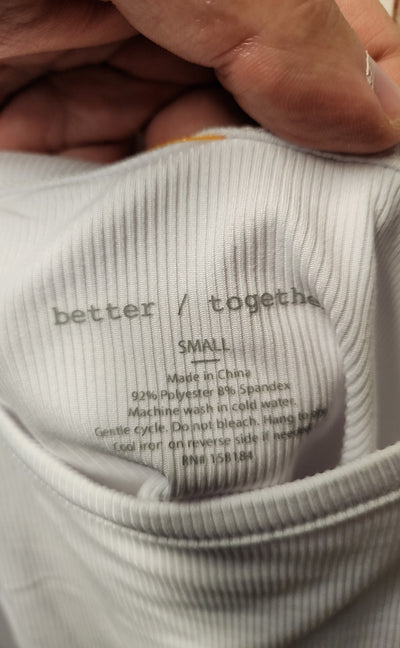 better / togethe
SMALL
Made in China
92% Polyester 8% Spandex
Machine wash in cold water.
Gentle cycle. Do not bleach. Hang to
Cool iron on reverse side if needed
RN# 158184